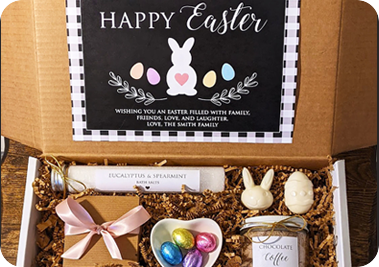 HAPPY Easter
WISHING YOU AN EASTER FILLED WITH FAMILY,
FRIENDS, LOVE, AND LAUGHTER.
LOVE, THE SMITH FAMILY
EUCALYPTUS & SPEARMINT
BATH SALTS
CHOCOLATE
Coffee